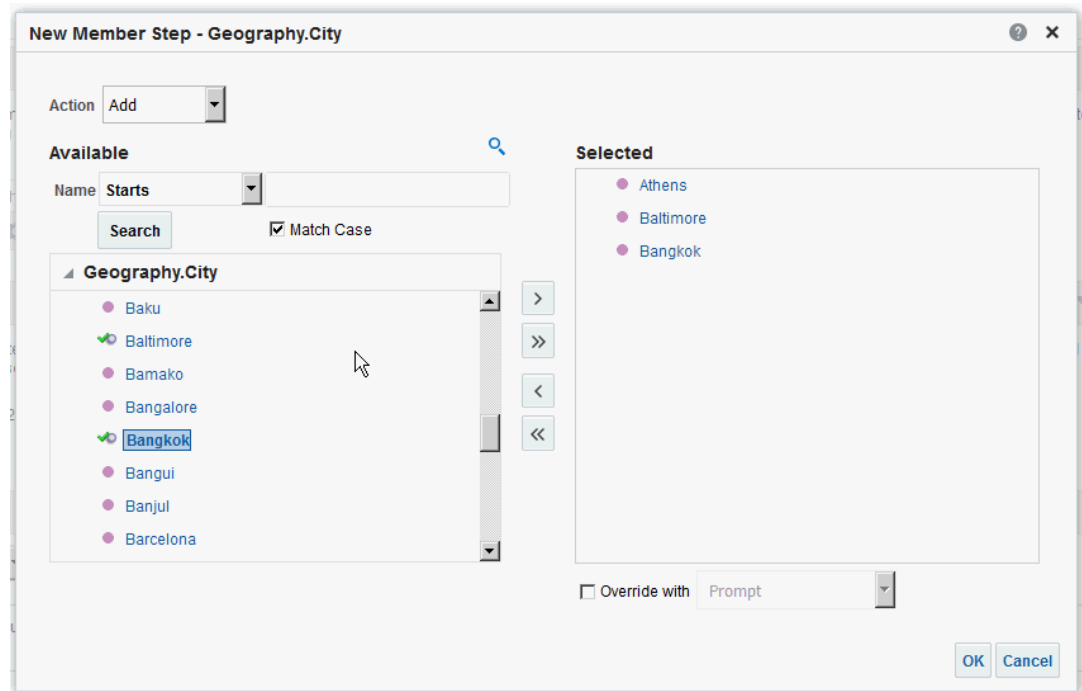 New Member Step - Geography.City
Action Add
Available
Name Starts
Search Match Case
Geography.City
Baku
Baltimore
Bamako
Bangalore
Bangkok
Bangui
Banjul
Barcelona
Selected
Athens
Baltimore
Bangkok
Override with Prompt
OK Cancel